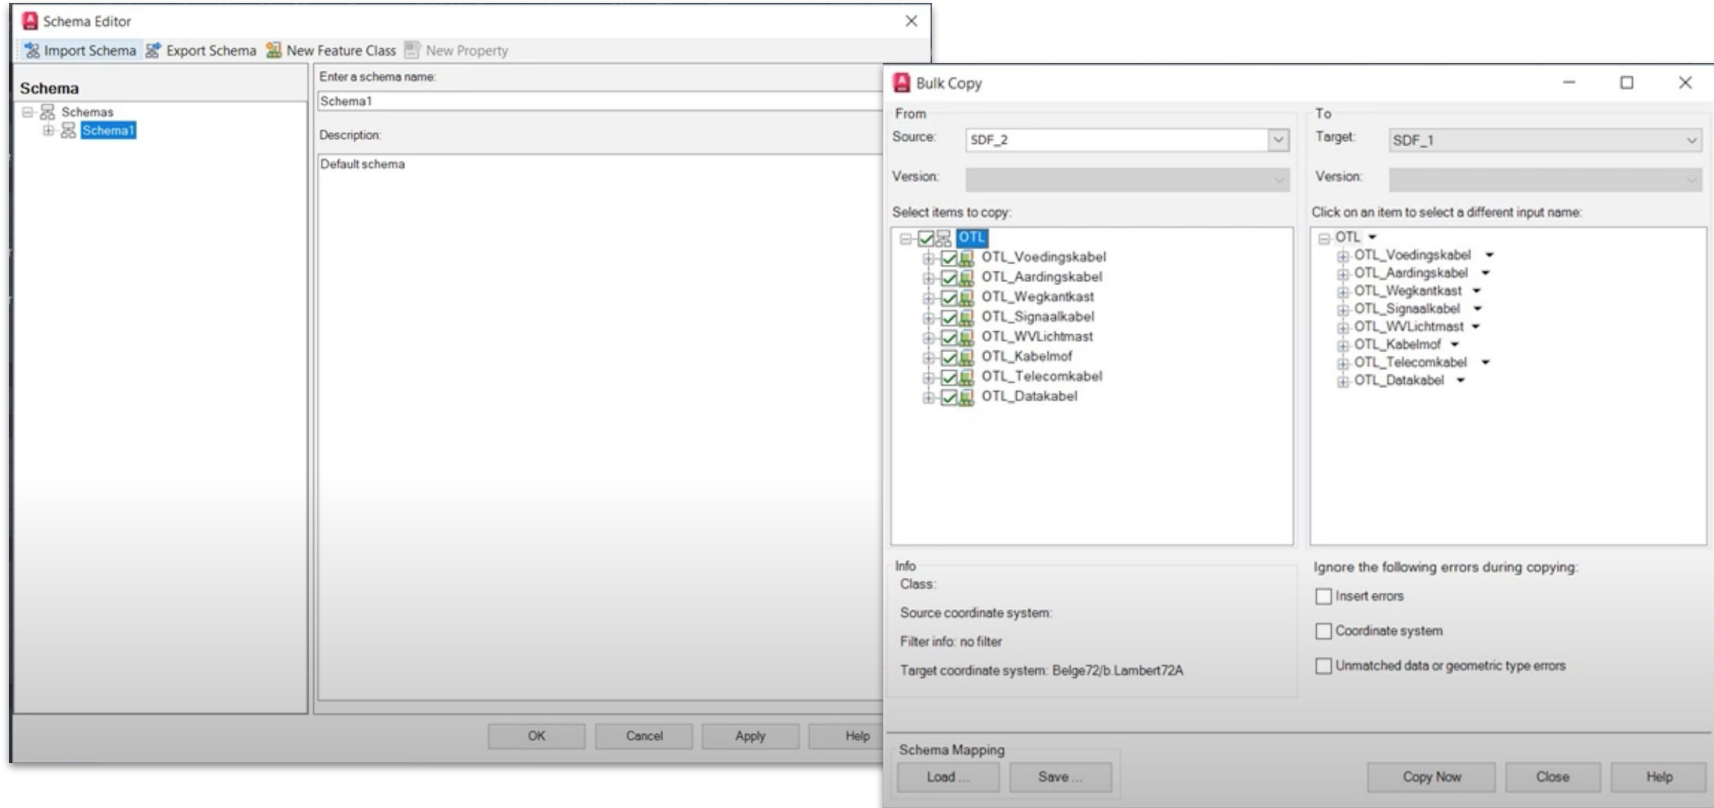 Schema Editor
Import Schema Export Schema New Feature Class New Property
Schema
Schemas
Schema1
Enter a schema name:
Schema1
Description:
Default schema
OK Cancel Apply Help
Bulk Copy
From
Source: SDF_2
Version:
Select items to copy:
OTL
OTL_Voedingskabel
OTL_Aardingskabel
OTL_Wegkantkast
OTL_Signaalkabel
OTL_WVLichtmast
OTL_Kabelmof
OTL_Telecomkabel
OTL_Datakabel
To
Target: SDF_1
Version:
Click on an item to select a different input name:
OTL
OTL_Voedingskabel
OTL_Aardingskabel
OTL_Wegkantkast
OTL_Signaalkabel
OTL_WVLichtmast
OTL_Kabelmof
OTL_Telecomkabel
OTL_Datakabel
Info
Class:
Source coordinate system:
Filter info: no filter
Target coordinate system: Belge72/b.Lambert72A
Ignore the following errors during copying:
Insert errors
Coordinate system
Unmatched data or geometric type errors
Schema Mapping
Load ... Save ...
Copy Now Close Help